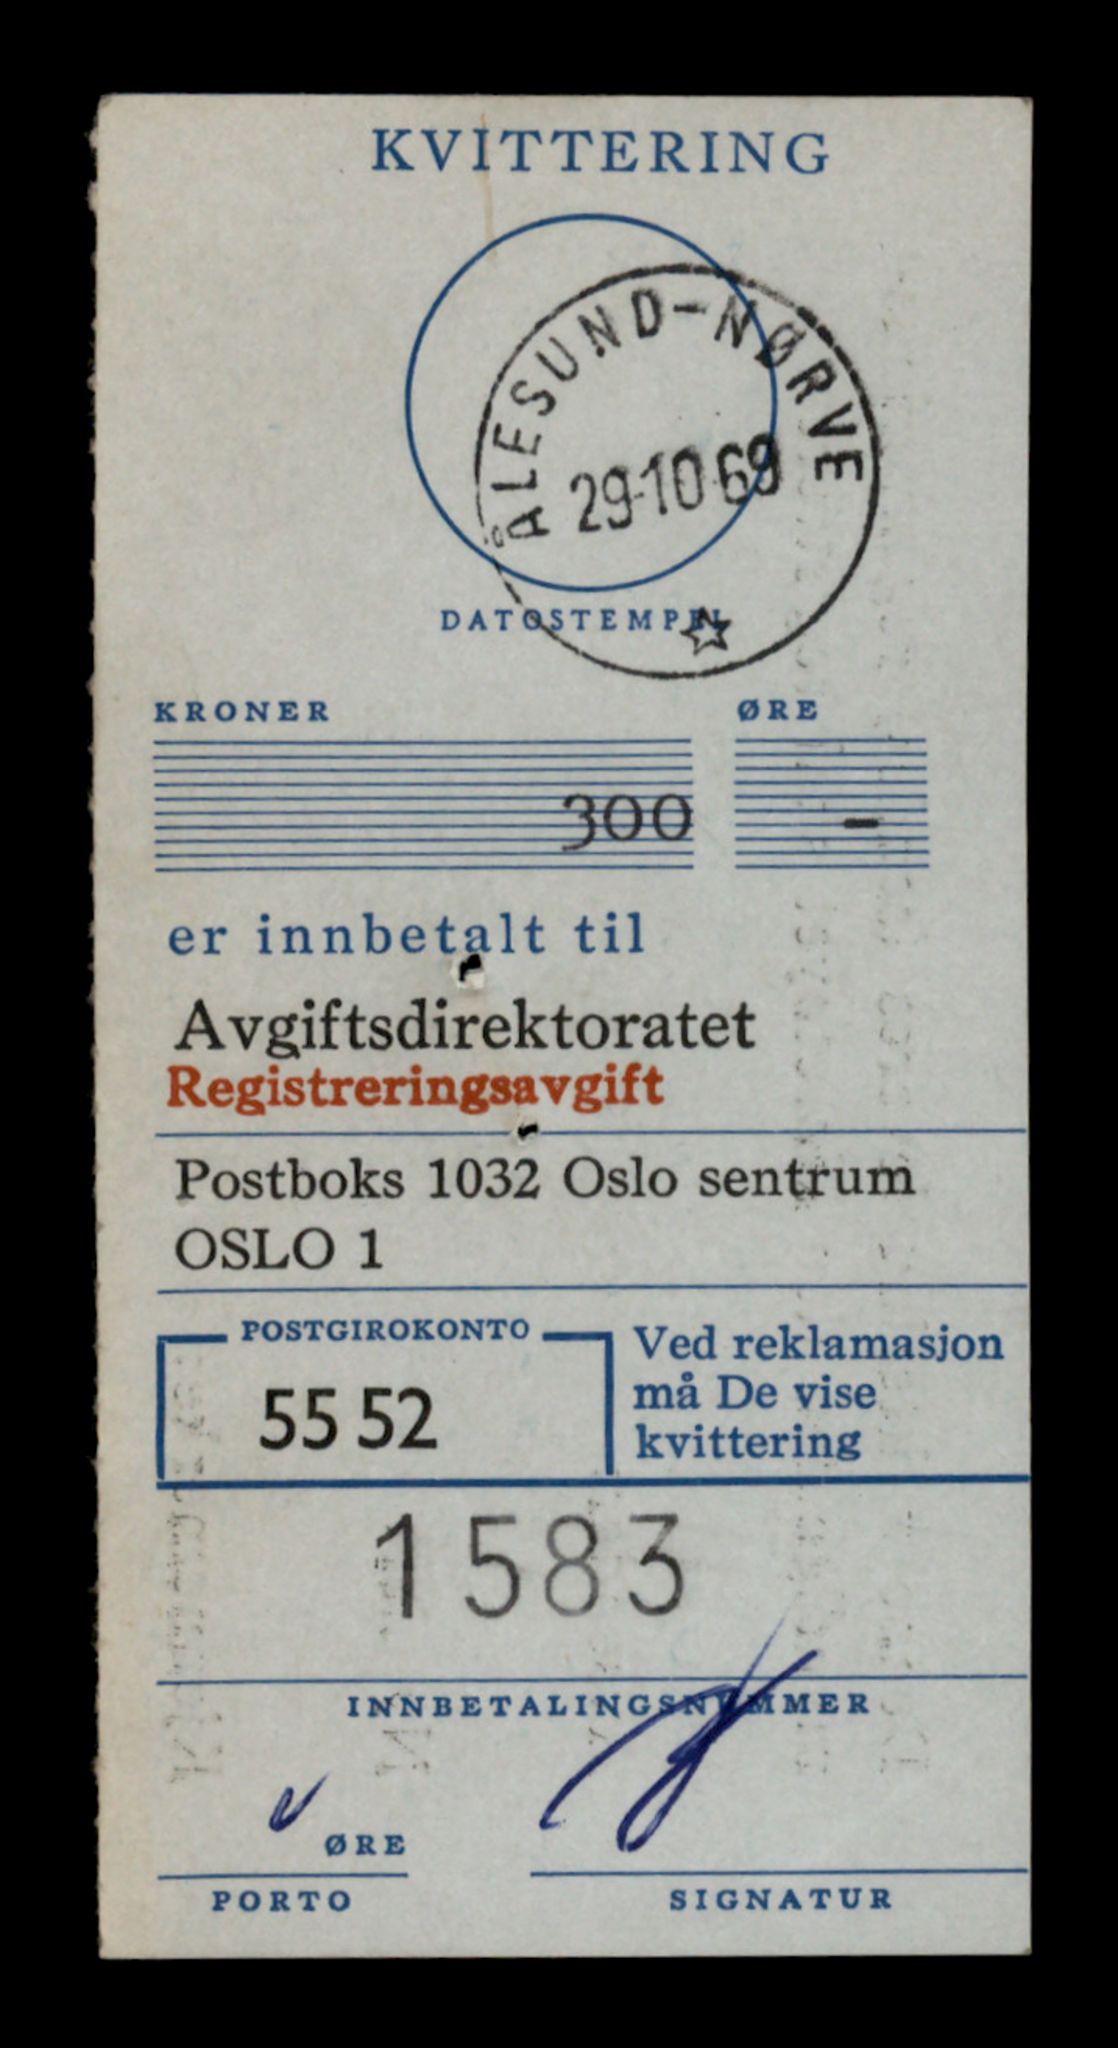 KVITTERING
ÅLESUND-NØRVE
29-10 69
DATOSTEMPEL
KRONER ØRE
300 -
er innbetalt til
Avgiftsdirektoratet
Registreringsavgift
Postboks 1032 Oslo sentrum
OSLO 1
POSTGIROKONTO
55 52
Ved reklamasjon
må De vise
kvittering
1583
INNBETALINGSNUMMER
ØRE
PORTO SIGNATUR